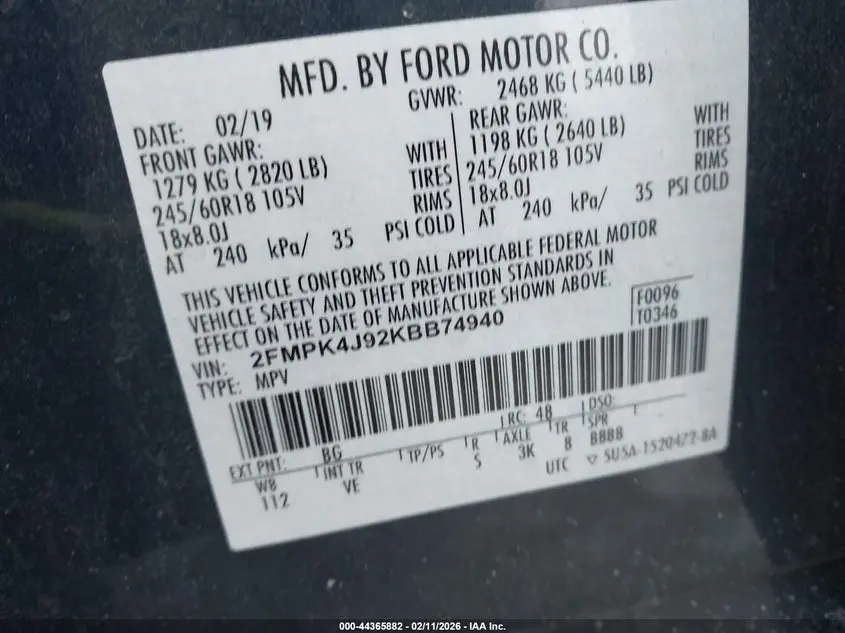 MFD. BY FORD MOTOR CO.
DATE: 02/19
GVWR: 2468 KG ( 5440 LB)
FRONT GAWR:
1279 KG ( 2820 LB) WITH
245/60R18 105V TIRES
18x8.0J RIMS
AT 240 kPa/ 35 PSI COLD
REAR GAWR: WITH
1198 KG ( 2640 LB) TIRES
245/60R18 105V RIMS
18x8.0J
AT 240 kPa/ 35 PSI COLD
THIS VEHICLE CONFORMS TO ALL APPLICABLE FEDERAL MOTOR
VEHICLE SAFETY AND THEFT PREVENTION STANDARDS IN
EFFECT ON THE DATE OF MANUFACTURE SHOWN ABOVE.
F0096
T0346
VIN: 2FMPK4J92KBB74940
TYPE: MPV
EXT PNT: BG RC: 48 DSO:
WB INT TR TP/PS R AXLE TR SPR
112 VE S 3K 8 BBBB
UTC ▽ 5U5A-1520472-BA
000-44365882 - 02/11/2026 - IAA Inc.